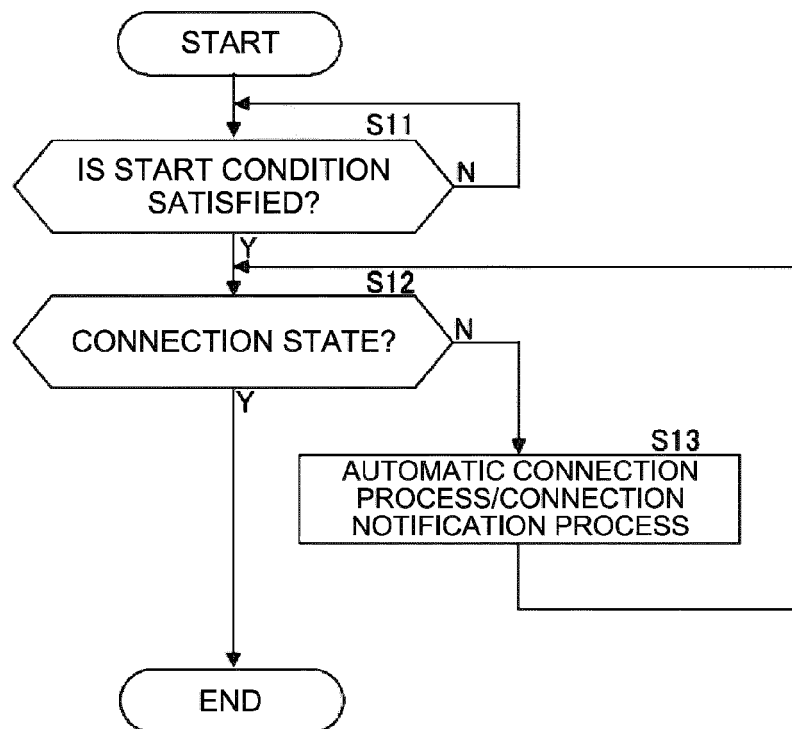 START
S11
IS START CONDITION
SATISFIED?
N
Y
S12
CONNECTION STATE?
N
Y
S13
AUTOMATIC CONNECTION
PROCESS/CONNECTION
NOTIFICATION PROCESS
END